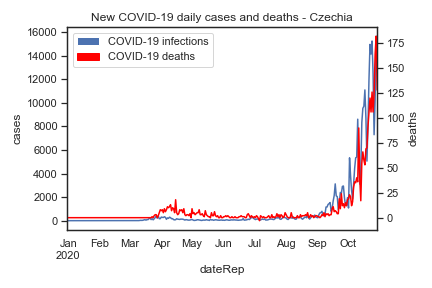 New COVID-19 daily cases and deaths - Czechia
COVID-19 infections
COVID-19 deaths
16000
14000
12000
10000
8000
6000
4000
2000
0
cases
175
150
125
100
75
50
25
0
deaths
Jan Feb Mar Apr May Jun Jul Aug Sep Oct
2020
dateRep